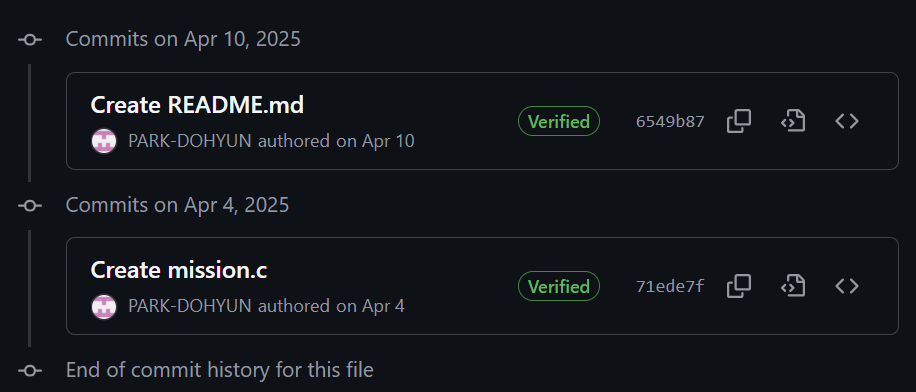 Commits on Apr 10, 2025
Create README.md
Verified
6549b87
PARK-DOHYUN authored on Apr 10
Commits on Apr 4, 2025
Create mission.c
Verified
71ede7f
PARK-DOHYUN authored on Apr 4
End of commit history for this file